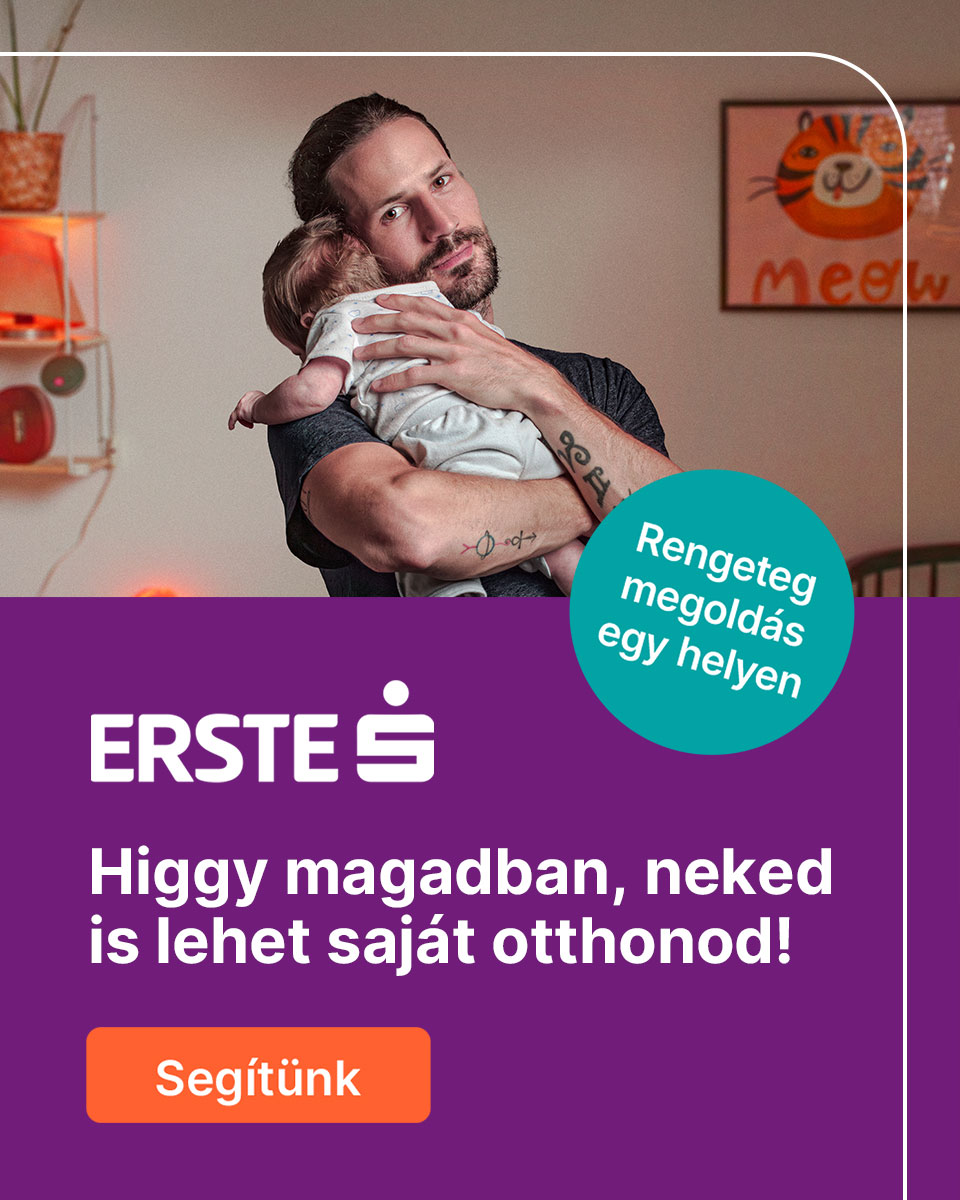 meow
Rengeteg
megoldás
egy helyen
ERSTE
Higgy magadban, neked
is lehet saját otthonod!
Segítünk